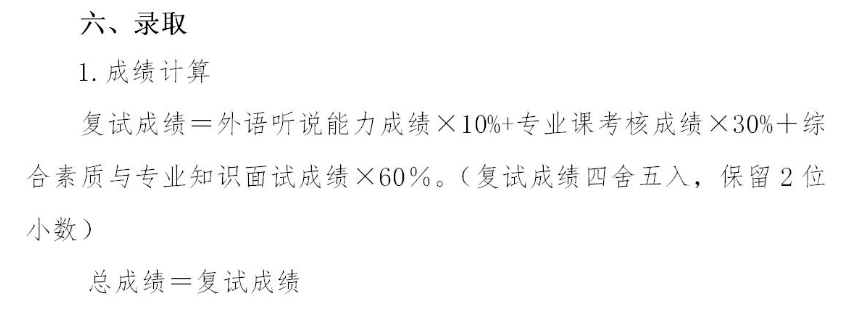 六、录取
1. 成绩计算
复试成绩＝外语听说能力成绩×10%+专业课考核成绩×30%＋综
合素质与专业知识面试成绩×60%。（复试成绩四舍五入，保留 2 位
小数）
总成绩＝复试成绩